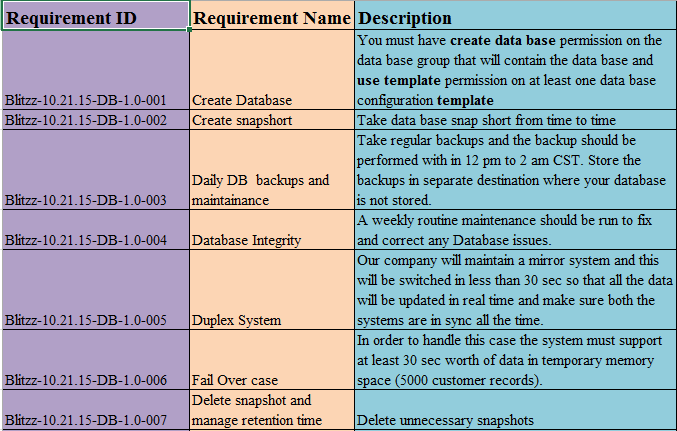 Requirement ID Requirement Name Description
You must have create data base permission on the
data base group that will contain the data base and
use template permission on at least one data base
Blitzz-10.21.15-DB-1.0-001 Create Database configuration template
Blitzz-10.21.15-DB-1.0-002 Create snapshort Take data base snap short from time to time
Take regular backups and the backup should be
performed with in 12 pm to 2 am CST. Store the
Daily DB backups and backups in separate destination where your database
Blitzz-10.21.15-DB-1.0-003 maintainance is not stored.
A weekly routine maintenance should be run to fix
Blitzz-10.21.15-DB-1.0-004 Database Integrity and correct any Database issues.
Our company will maintain a mirror system and this
will be switched in less than 30 sec so that all the data
will be updated in real time and make sure both the
Blitzz-10.21.15-DB-1.0-005 Duplex System systems are in sync all the time.
In order to handle this case the system must support
at least 30 sec worth of data in temporary memory
Blitzz-10.21.15-DB-1.0-006 Fail Over case space (5000 customer records).
Delete snapshot and
Blitzz-10.21.15-DB-1.0-007 manage retention time Delete unnecessary snapshots